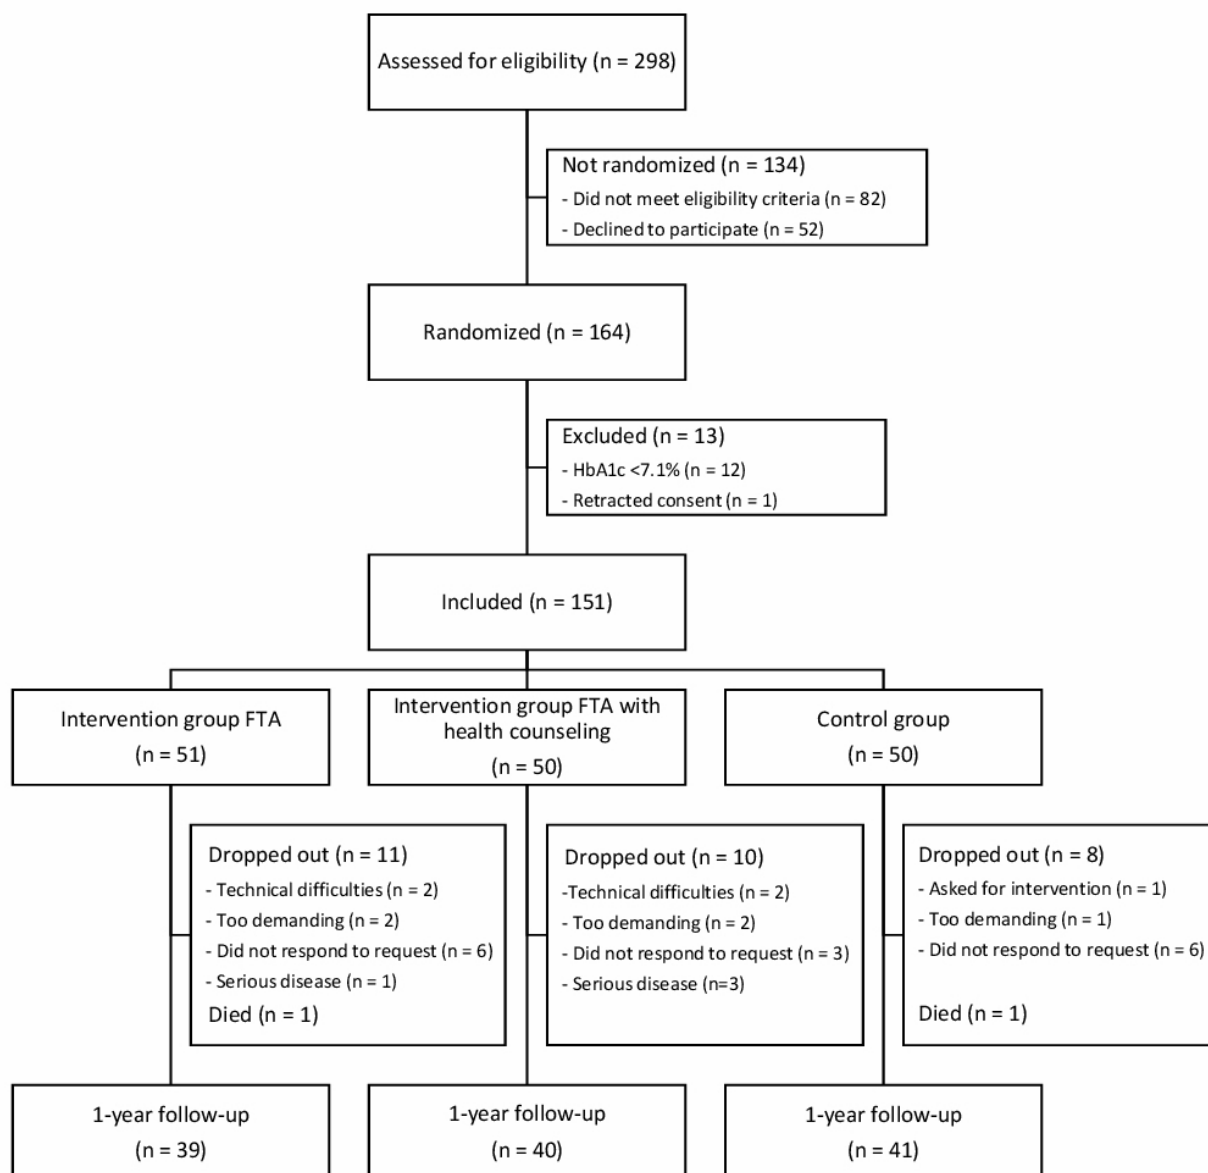 Assessed for eligibility (n = 298)
Not randomized (n = 134)
- Did not meet eligibility criteria (n = 82)
- Declined to participate (n = 52)
Randomized (n = 164)
Excluded (n = 13)
- HbA1c <7.1% (n = 12)
- Retracted consent (n = 1)
Included (n = 151)
Intervention group FTA
(n = 51)
Intervention group FTA with
health counseling
(n = 50)
Control group
(n = 50)
Dropped out (n = 11)
- Technical difficulties (n = 2)
- Too demanding (n = 2)
- Did not respond to request (n = 6)
- Serious disease (n = 1)
Died (n = 1)
Dropped out (n = 10)
-Technical difficulties (n = 2)
- Too demanding (n = 2)
- Did not respond to request (n = 3)
- Serious disease (n=3)
Dropped out (n = 8)
- Asked for intervention (n = 1)
- Too demanding (n = 1)
- Did not respond to request (n = 6)
Died (n = 1)
1-year follow-up
(n = 39)
1-year follow-up
(n = 40)
1-year follow-up
(n = 41)